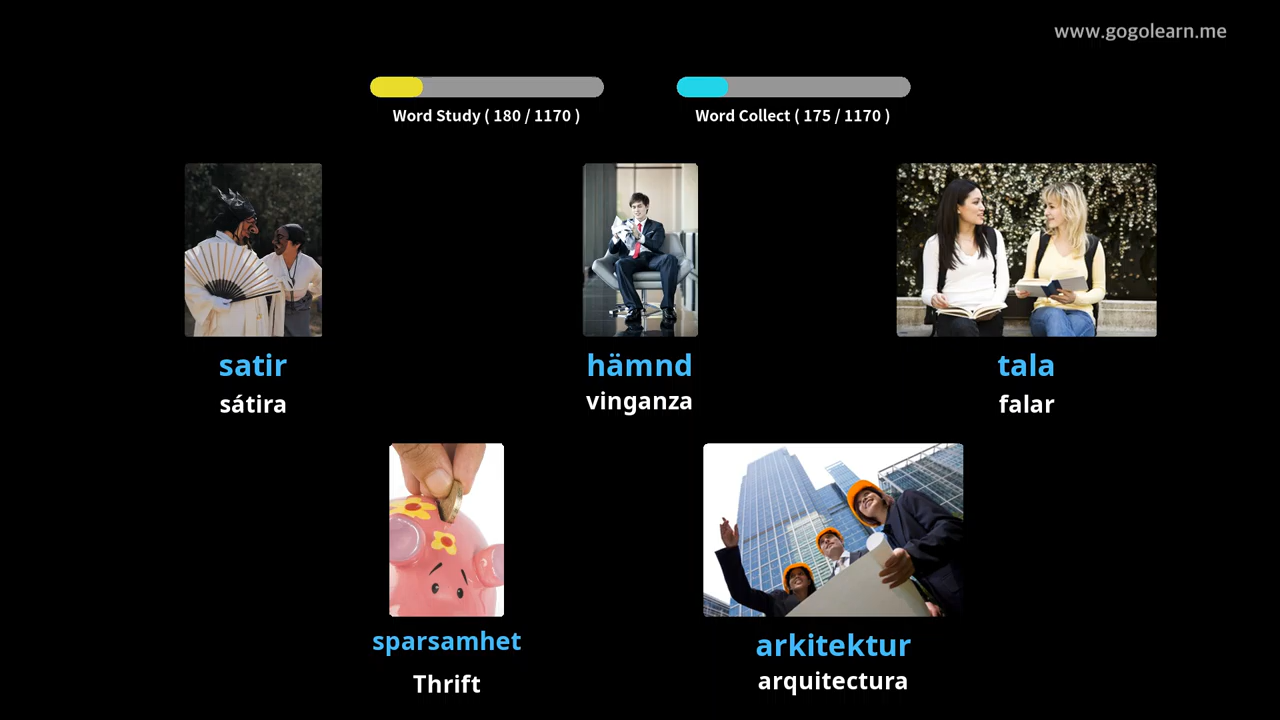 www.gogolearn.me
Word Study ( 180 / 1170 )
Word Collect ( 175 / 1170 )
satir
sátira
hämnd
vinganza
tala
falar
sparsamhet
Thrift
arkitektur
arquitectura